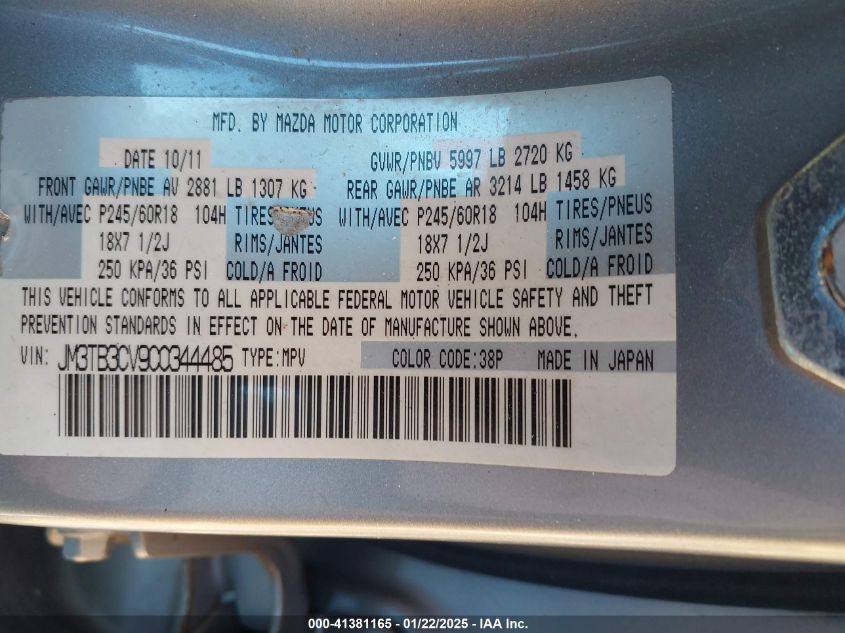 MFD. BY MAZDA MOTOR CORPORATION
DATE 10/11 GVWR/PNBV 5997 LB 2720 KG
FRONT GAWR/PNBE AV 2881 LB 1307 KG REAR GAWR/PNBE AR 3214 LB 1458 KG
WITH/AVEC P245/60R18 104H TIRES/PNEUS WITH/AVEC P245/60R18 104H TIRES/PNEUS
18X7 1/2J RIMS/JANTES 18X7 1/2J RIMS/JANTES
250 KPA/36 PSI COLD/A FROID 250 KPA/36 PSI COLD/A FROID
THIS VEHICLE CONFORMS TO ALL APPLICABLE FEDERAL MOTOR VEHICLE SAFETY AND THEFT
PREVENTION STANDARDS IN EFFECT ON THE DATE OF MANUFACTURE SHOWN ABOVE.
VIN: JM3TB3CV9C0344485 TYPE:MPV COLOR CODE:38P MADE IN JAPAN
000-41381165 - 01/22/2025 - IAA Inc.